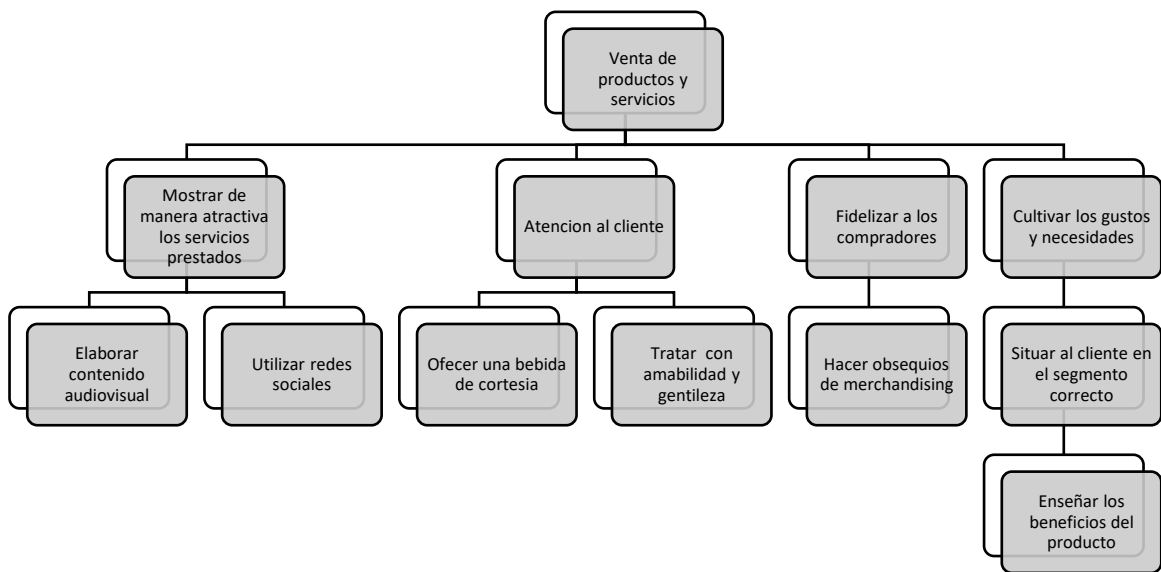 Venta de
productos y
servicios
Mostrar de
manera atractiva
los servicios
prestados
Atencion al cliente
Fidelizar a los
compradores
Cultivar los gustos
y necesidades
Elaborar
contenido
audiovisual
Utilizar redes
sociales
Ofecer una bebida
de cortesia
Tratar con
amabilidad y
gentileza
Hacer obsequios
de merchandising
Situar al cliente en
el segmento
correcto
Enseñar los
beneficios del
producto